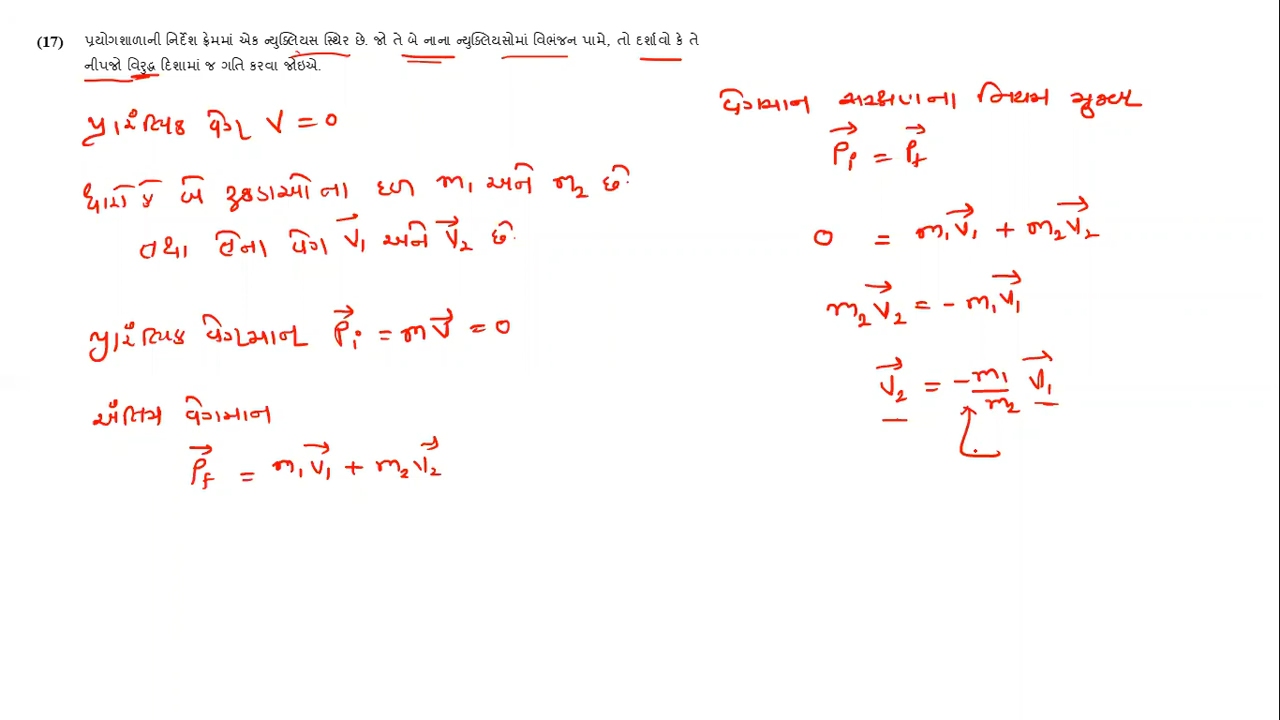 (17) પ્રયોગશાળાની નિર્દેશ ફ્રેમમાં એક ન્યુક્લિયસ સ્થિર છે. જો તે બે નાના ન્યુક્લિયસોમાં વિભંજન પામે, તો દર્શાવો કે તે
નીપજો વિરુદ્ધ દિશામાં જ ગતિ કરવા જોઇએ.
પ્રારંભિક વેગ V = 0
ધારો કે બે ટુકડાઓના દળ m₁ અને m₂ છે.
તથા તેના વેગ V⃗₁ અને V⃗₂ છે.
પ્રારંભિક વેગમાન P⃗ᵢ = mV⃗ = 0
અંતિમ વેગમાન
P⃗f = m₁V⃗₁ + m₂V⃗₂
વેગમાન સંરક્ષણના નિયમ મુજબ
P⃗ᵢ = P⃗f
0 = m₁V⃗₁ + m₂V⃗₂
m₂V⃗₂ = - m₁V⃗₁
V⃗₂ = - m₁/m₂ V⃗₁